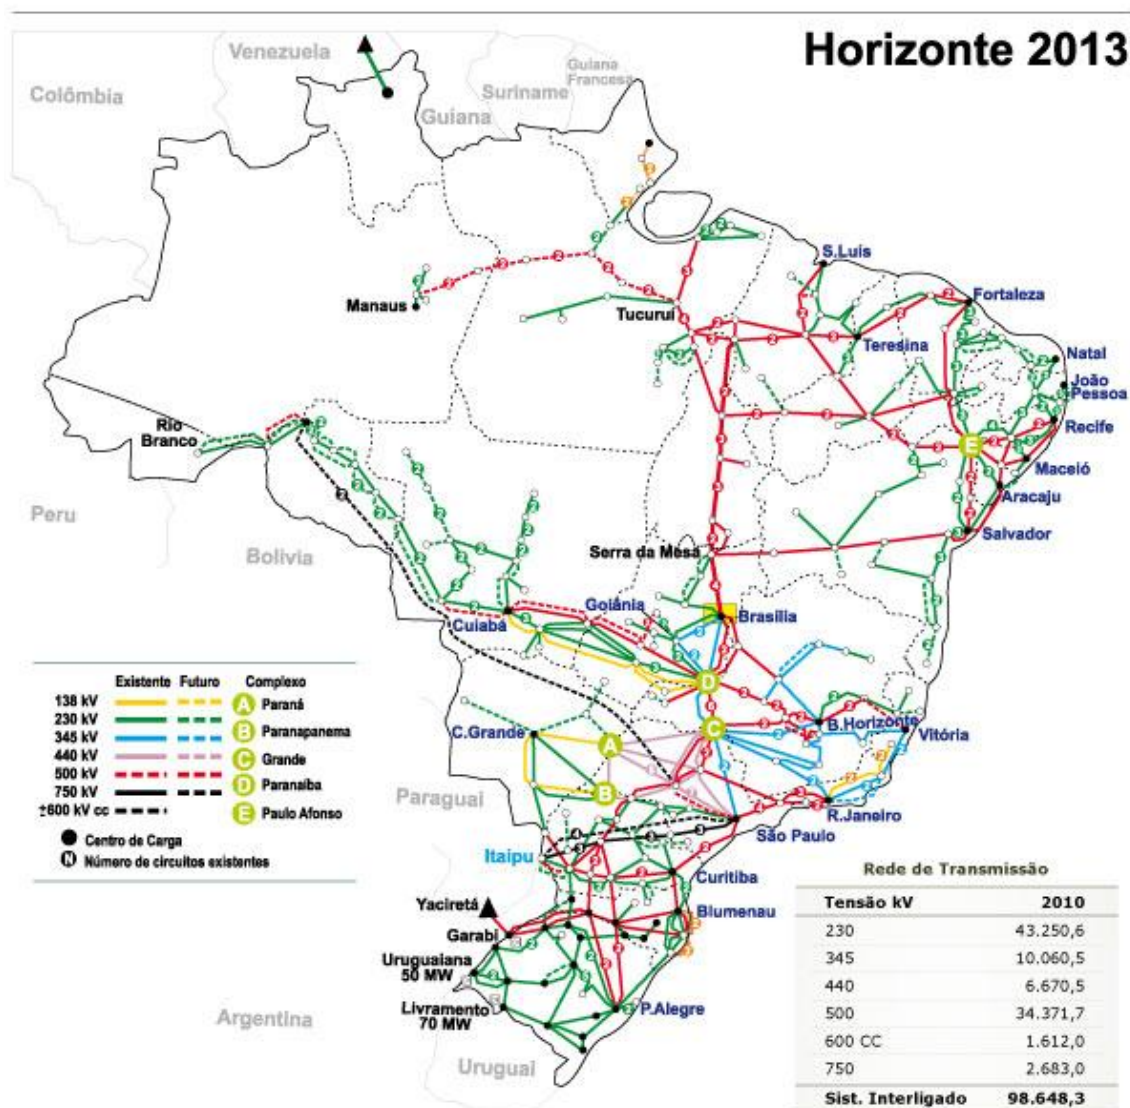 Horizonte 2013
Venezuela
Colômbia
Guiana
Suriname
Guiana
Francesa
Manaus
Tucuruí
S.Luís
Fortaleza
Teresina
Natal
João
Pessoa
Recife
Maceió
Aracaju
Salvador
Rio
Branco
Peru
Bolivia
Serra da Mesa
Cuiabá
Goiânia
Brasília
B.Horizonte
Vitória
C.Grande
Paraguai
R.Janeiro
São Paulo
Itaipu
Curitiba
Blumenau
Yaciretá
Garabi
Uruguaiana
50 MW
Livramento
70 MW
P.Alegre
Argentina
Uruguai
A
B
C
D
E
Existente Futuro Complexo
138 kV A Paraná
230 kV B Paranapanema
345 kV
440 kV C Grande
500 kV D Paranaíba
750 kV
±600 kV cc E Paulo Afonso
Centro de Carga
N Número de circuitos existentes
Rede de Transmissão
Tensão kV 2010
230 43.250,6
345 10.060,5
440 6.670,5
500 34.371,7
600 CC 1.612,0
750 2.683,0
Sist. Interligado 98.648,3